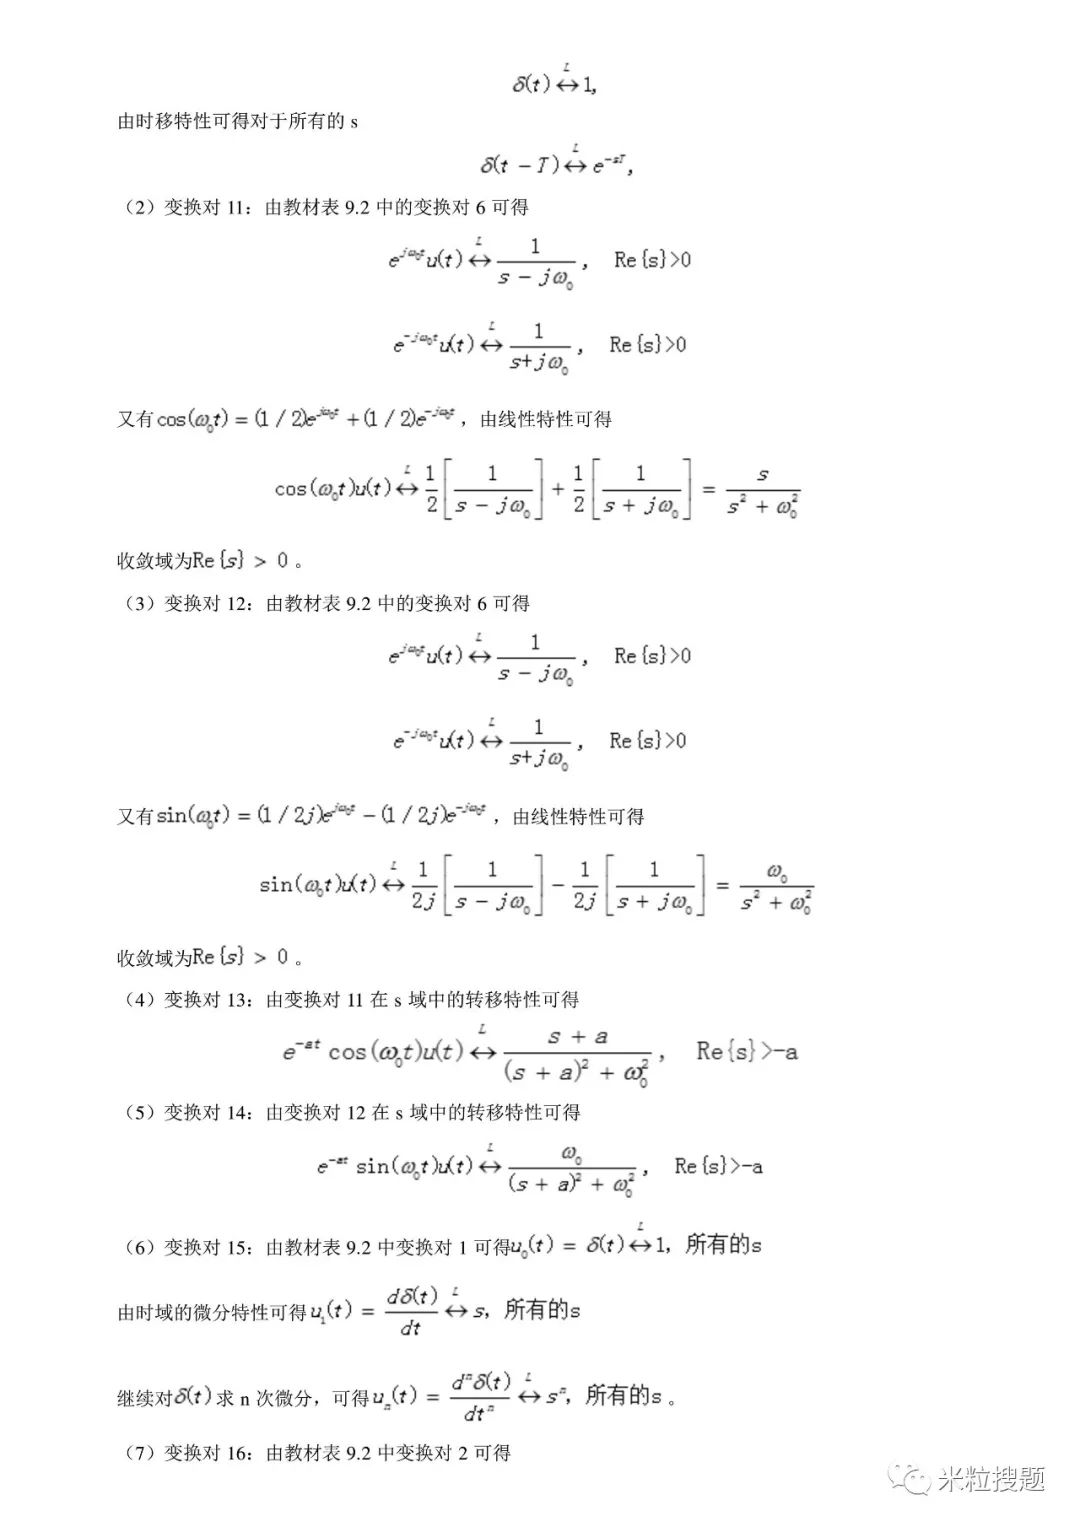 δ(t) L↔ 1,
由时移特性可得对于所有的 s
δ(t − T) L↔ e^{-sT},
（2）变换对 11：由教材表 9.2 中的变换对 6 可得
e^{jω₀t}u(t) L↔ 1/(s − jω₀), Re{s}>0
e^{-jω₀t}u(t) L↔ 1/(s+jω₀), Re{s}>0
又有cos(ω₀t) = (1 / 2)e^{jω₀t} + (1 / 2)e^{-jω₀t}，由线性特性可得
cos(ω₀t)u(t) L↔ 1/2 [1/(s − jω₀)] + 1/2 [1/(s + jω₀)] = s/(s² + ω₀²)
收敛域为Re{s} > 0 。
（3）变换对 12：由教材表 9.2 中的变换对 6 可得
e^{jω₀t}u(t) L↔ 1/(s − jω₀), Re{s}>0
e^{-jω₀t}u(t) L↔ 1/(s+jω₀), Re{s}>0
又有sin(ω₀t) = (1 / 2j)e^{jω₀t} − (1 / 2j)e^{-jω₀t}，由线性特性可得
sin(ω₀t)u(t) L↔ 1/2j [1/(s − jω₀)] − 1/2j [1/(s + jω₀)] = ω₀/(s² + ω₀²)
收敛域为Re{s} > 0 。
（4）变换对 13：由变换对 11 在 s 域中的转移特性可得
e^{-at} cos(ω₀t)u(t) L↔ (s + a)/((s + a)² + ω₀²), Re{s}>-a
（5）变换对 14：由变换对 12 在 s 域中的转移特性可得
e^{-at} sin(ω₀t)u(t) L↔ ω₀/((s + a)² + ω₀²), Re{s}>-a
（6）变换对 15：由教材表 9.2 中变换对 1 可得u₀(t) = δ(t) L↔ 1，所有的s
由时域的微分特性可得 u₁(t) = dδ(t)/dt L↔ s，所有的s
继续对δ(t) 求 n 次微分，可得 uₙ(t) = dⁿδ(t)/dtⁿ L↔ sⁿ，所有的s 。
（7）变换对 16：由教材表 9.2 中变换对 2 可得
米粒搜题